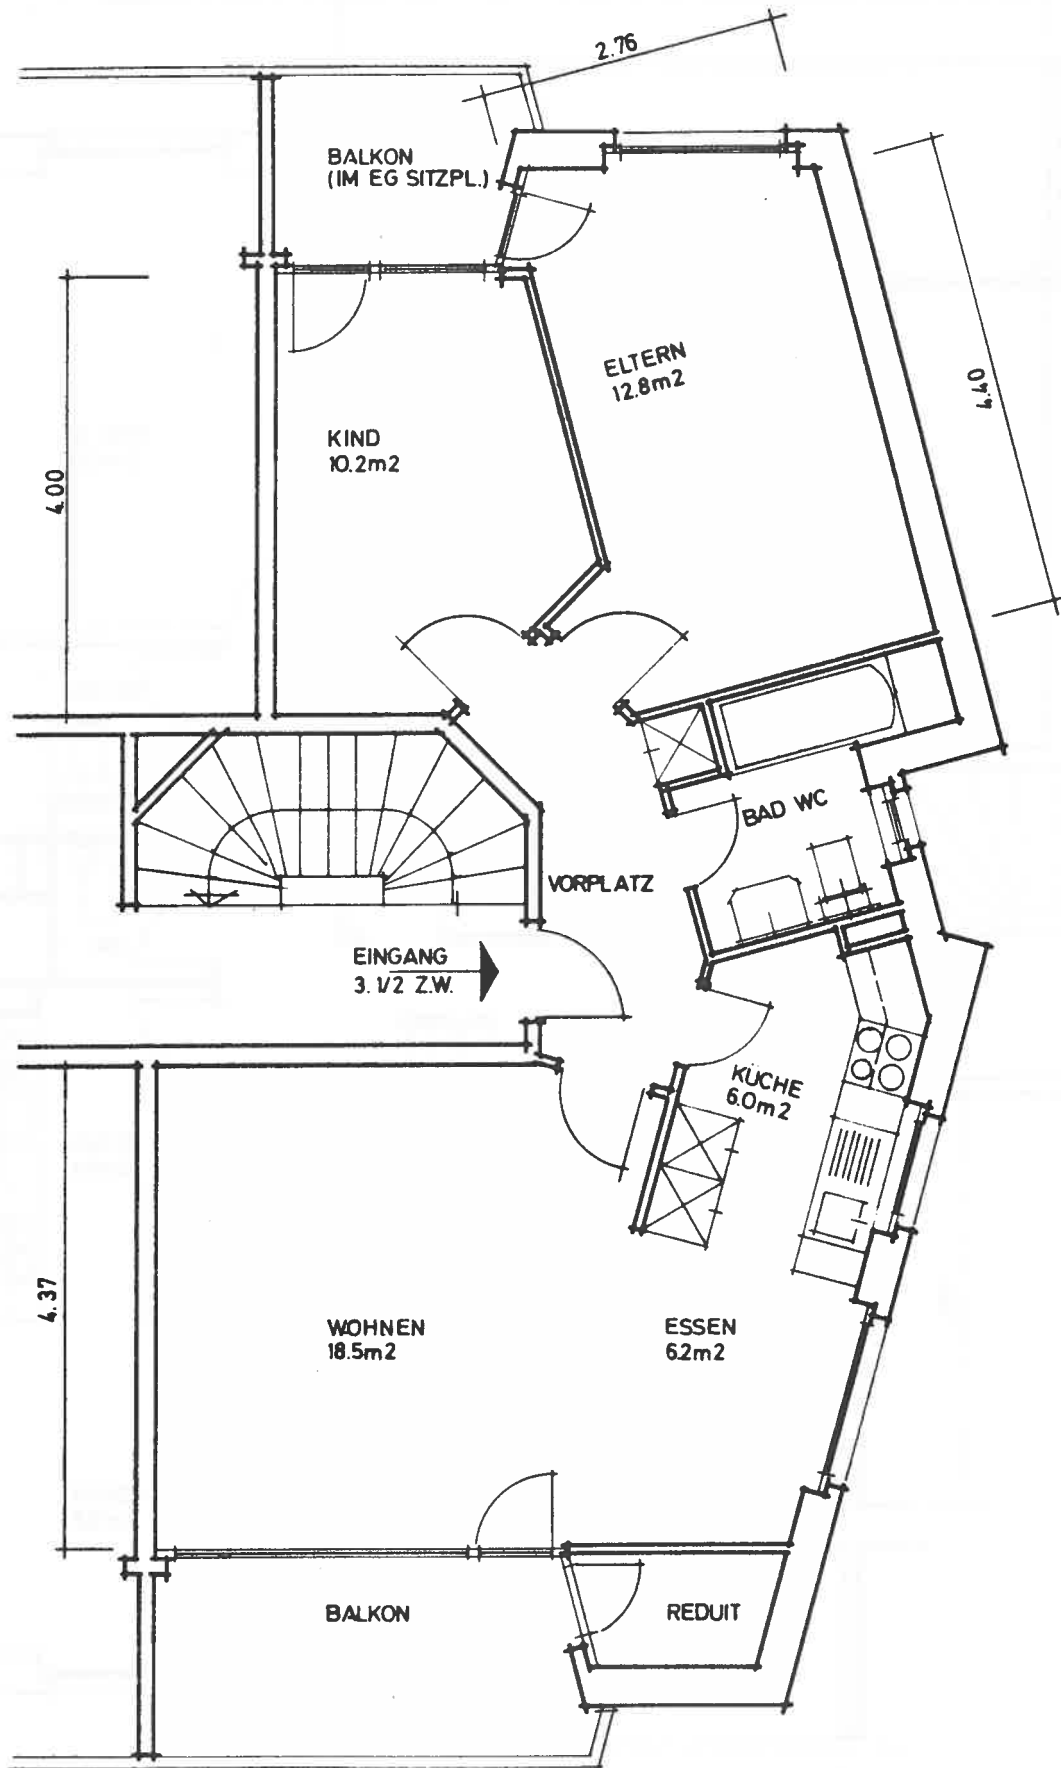 2.76
BALKON
(IM EG SITZPL.)
ELTERN
12.8m2
4.40
KIND
10.2m2
4.00
BAD WC
VORPLATZ
EINGANG
3. 1/2 Z.W.
KÜCHE
6.0m2
4.37
WOHNEN
18.5m2
ESSEN
6.2m2
BALKON
REDUIT